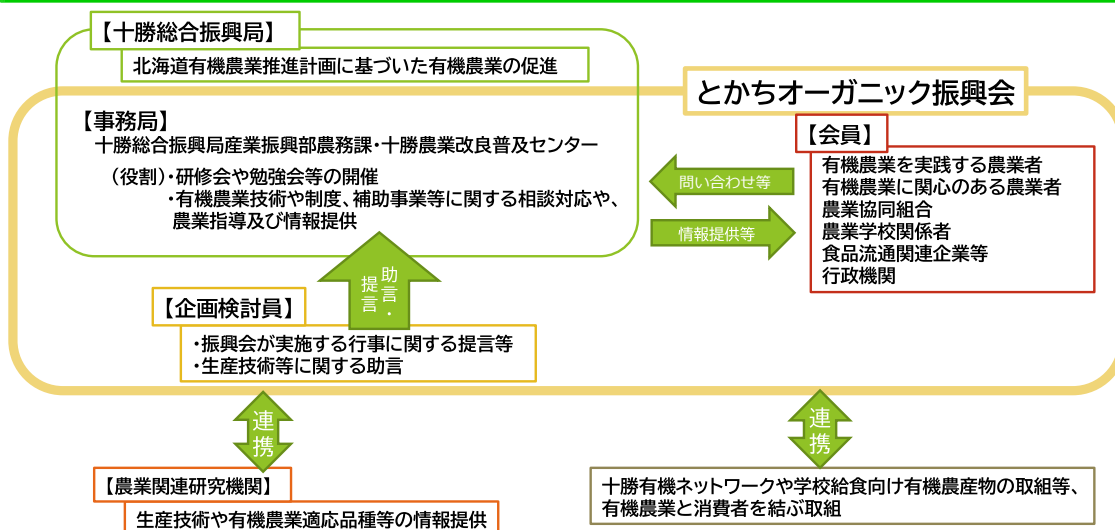 【十勝総合振興局】
北海道有機農業推進計画に基づいた有機農業の促進
とかちオーガニック振興会
【事務局】
十勝総合振興局産業振興部農務課・十勝農業改良普及センター
(役割)・研修会や勉強会等の開催
・有機農業技術や制度、補助事業等に関する相談対応や、
農業指導及び情報提供
問い合わせ等
情報提供等
【会員】
有機農業を実践する農業者
有機農業に関心のある農業者
農業協同組合
農業学校関係者
食品流通関連企業等
行政機関
助言・
提言
【企画検討員】
・振興会が実施する行事に関する提言等
・生産技術等に関する助言
連携
連携
【農業関連研究機関】
生産技術や有機農業適応品種等の情報提供
十勝有機ネットワークや学校給食向け有機農産物の取組等、
有機農業と消費者を結ぶ取組